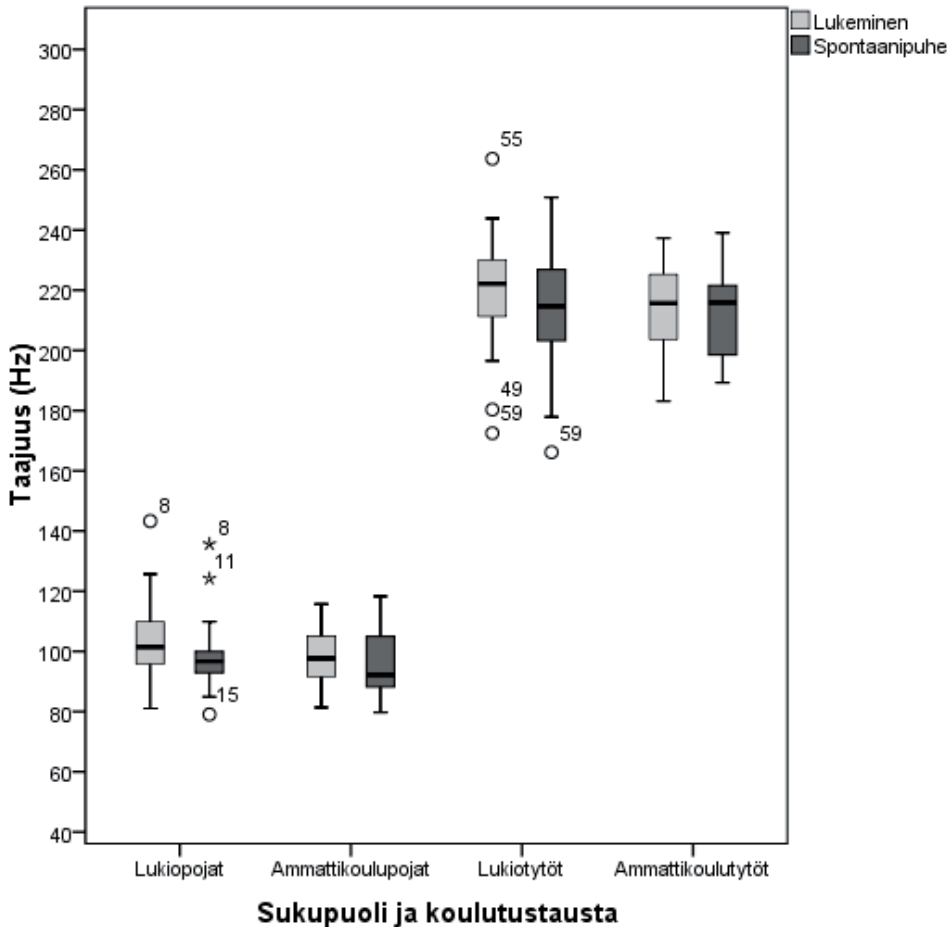 Lukeminen
Spontaanipuhe
Taajuus (Hz)
300
280
260
240
220
200
180
160
140
120
100
80
60
40
55
49
59
59
8
8
11
15
Lukiopojat
Ammattikoulupojat
Lukiotytöt
Ammattikoulutytöt
Sukupuoli ja koulutustausta